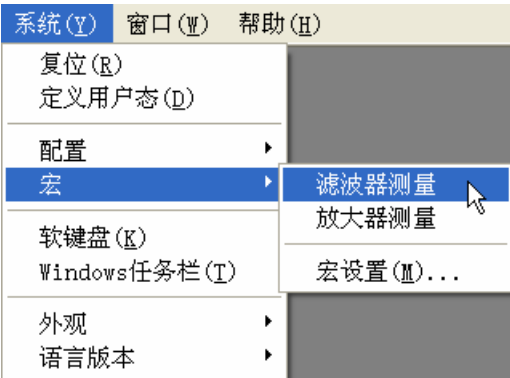 系统(Y) 窗口(W) 帮助(H)
复位(R)
定义用户态(D)
配置
宏
滤波器测量
放大器测量
宏设置(M)...
软键盘(K)
Windows任务栏(T)
外观
语言版本